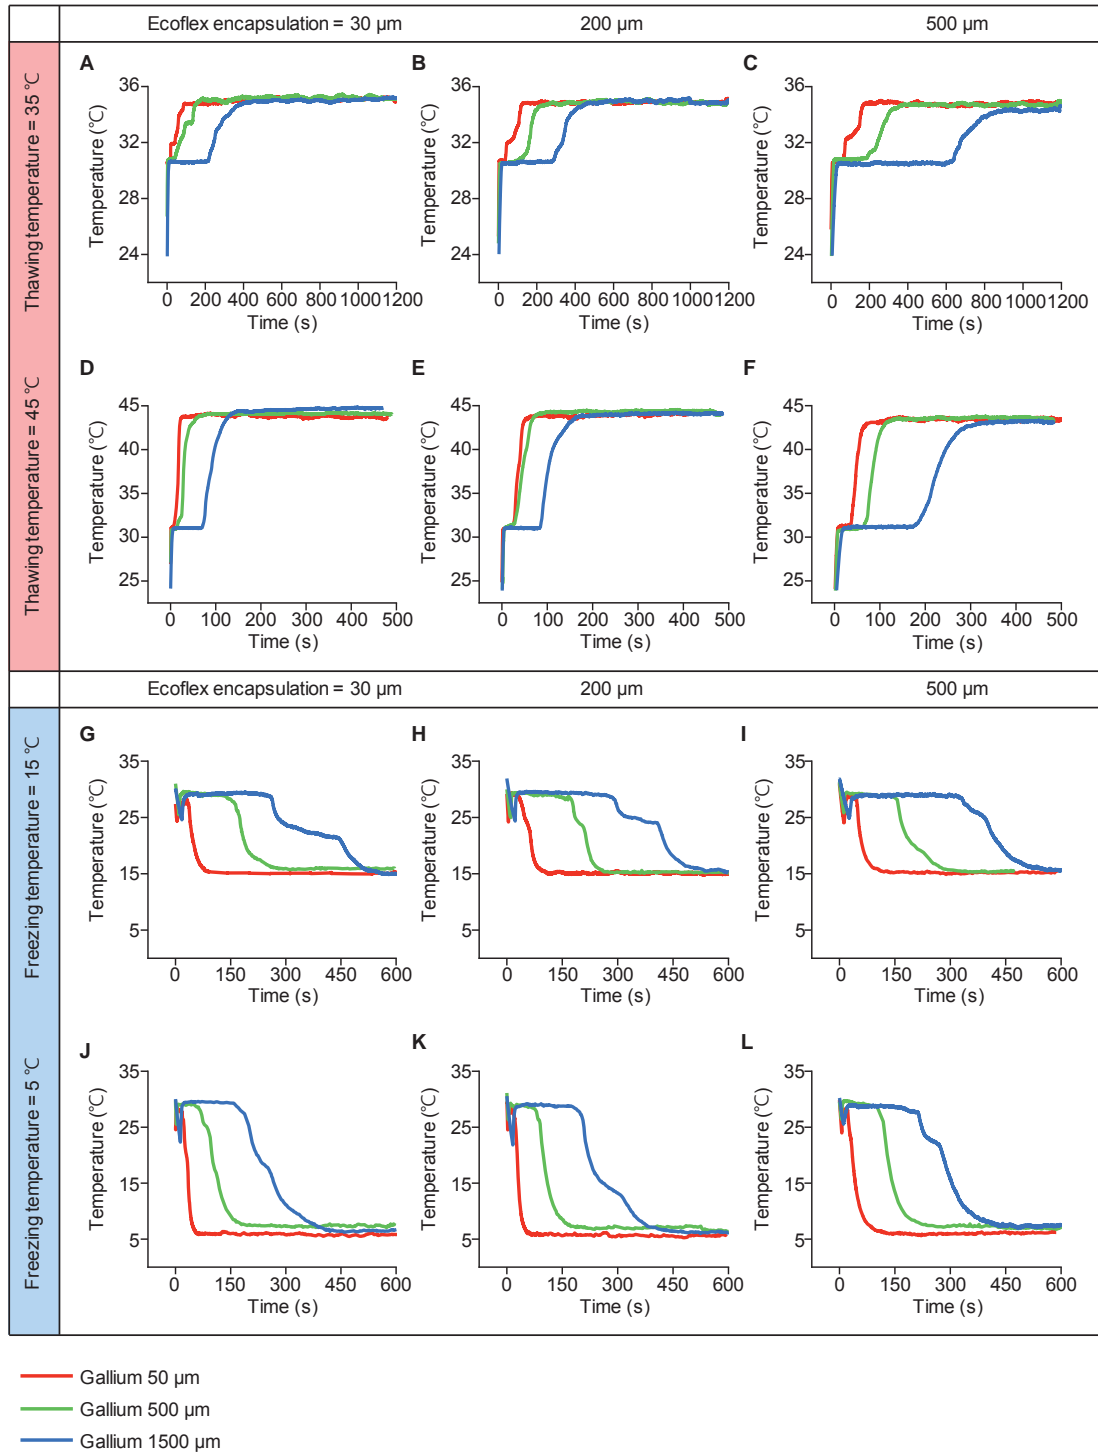 Ecoflex encapsulation = 30 µm 200 µm 500 µm
Thawing temperature = 35 ℃
A B C
Temperature (°C) Temperature (°C) Temperature (°C)
36 36 36
32 32 32
28 28 28
24 24 24
0 200 400 600 800 1000 1200 0 200 400 600 800 1000 1200 0 200 400 600 800 1000 1200
Time (s) Time (s) Time (s)
Thawing temperature = 45 ℃
D E F
Temperature (°C) Temperature (°C) Temperature (°C)
45 45 45
40 40 40
35 35 35
30 30 30
25 25 25
0 100 200 300 400 500 0 100 200 300 400 500 0 100 200 300 400 500
Time (s) Time (s) Time (s)
Ecoflex encapsulation = 30 µm 200 µm 500 µm
Freezing temperature = 15 ℃
G H I
Temperature (°C) Temperature (°C) Temperature (°C)
35 35 35
25 25 25
15 15 15
5 5 5
0 150 300 450 600 0 150 300 450 600 0 150 300 450 600
Time (s) Time (s) Time (s)
Freezing temperature = 5 ℃
J K L
Temperature (°C) Temperature (°C) Temperature (°C)
35 35 35
25 25 25
15 15 15
5 5 5
0 150 300 450 600 0 150 300 450 600 0 150 300 450 600
Time (s) Time (s) Time (s)
Gallium 50 µm
Gallium 500 µm
Gallium 1500 µm